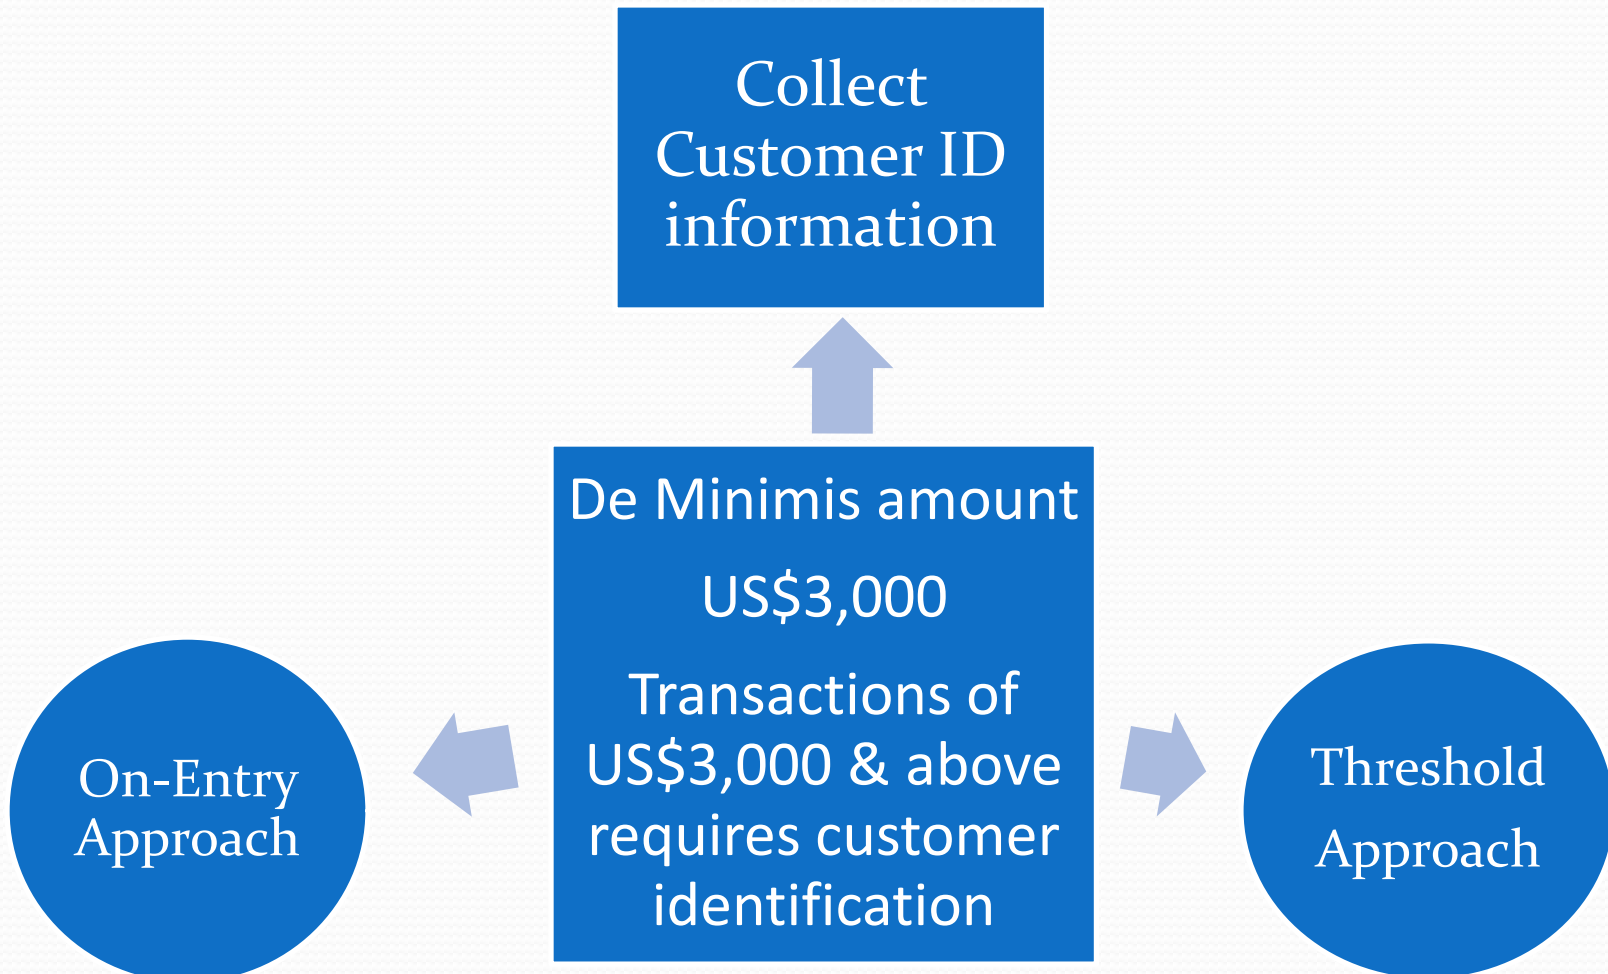 Collect
Customer ID
information
De Minimis amount
US$3,000
Transactions of
US$3,000 & above
requires customer
identification
On-Entry
Approach
Threshold
Approach